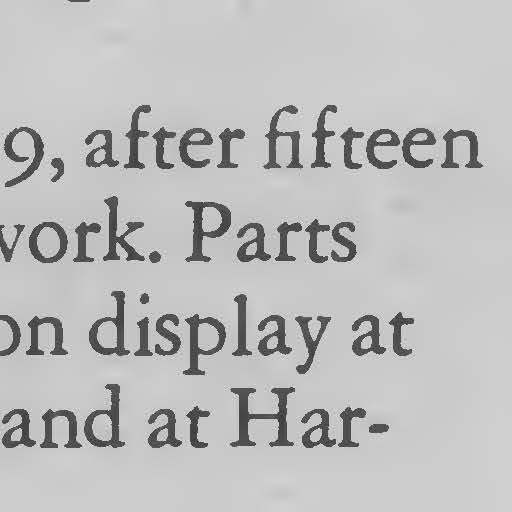 9, after fifteen
work. Parts
on display at
and at Har-